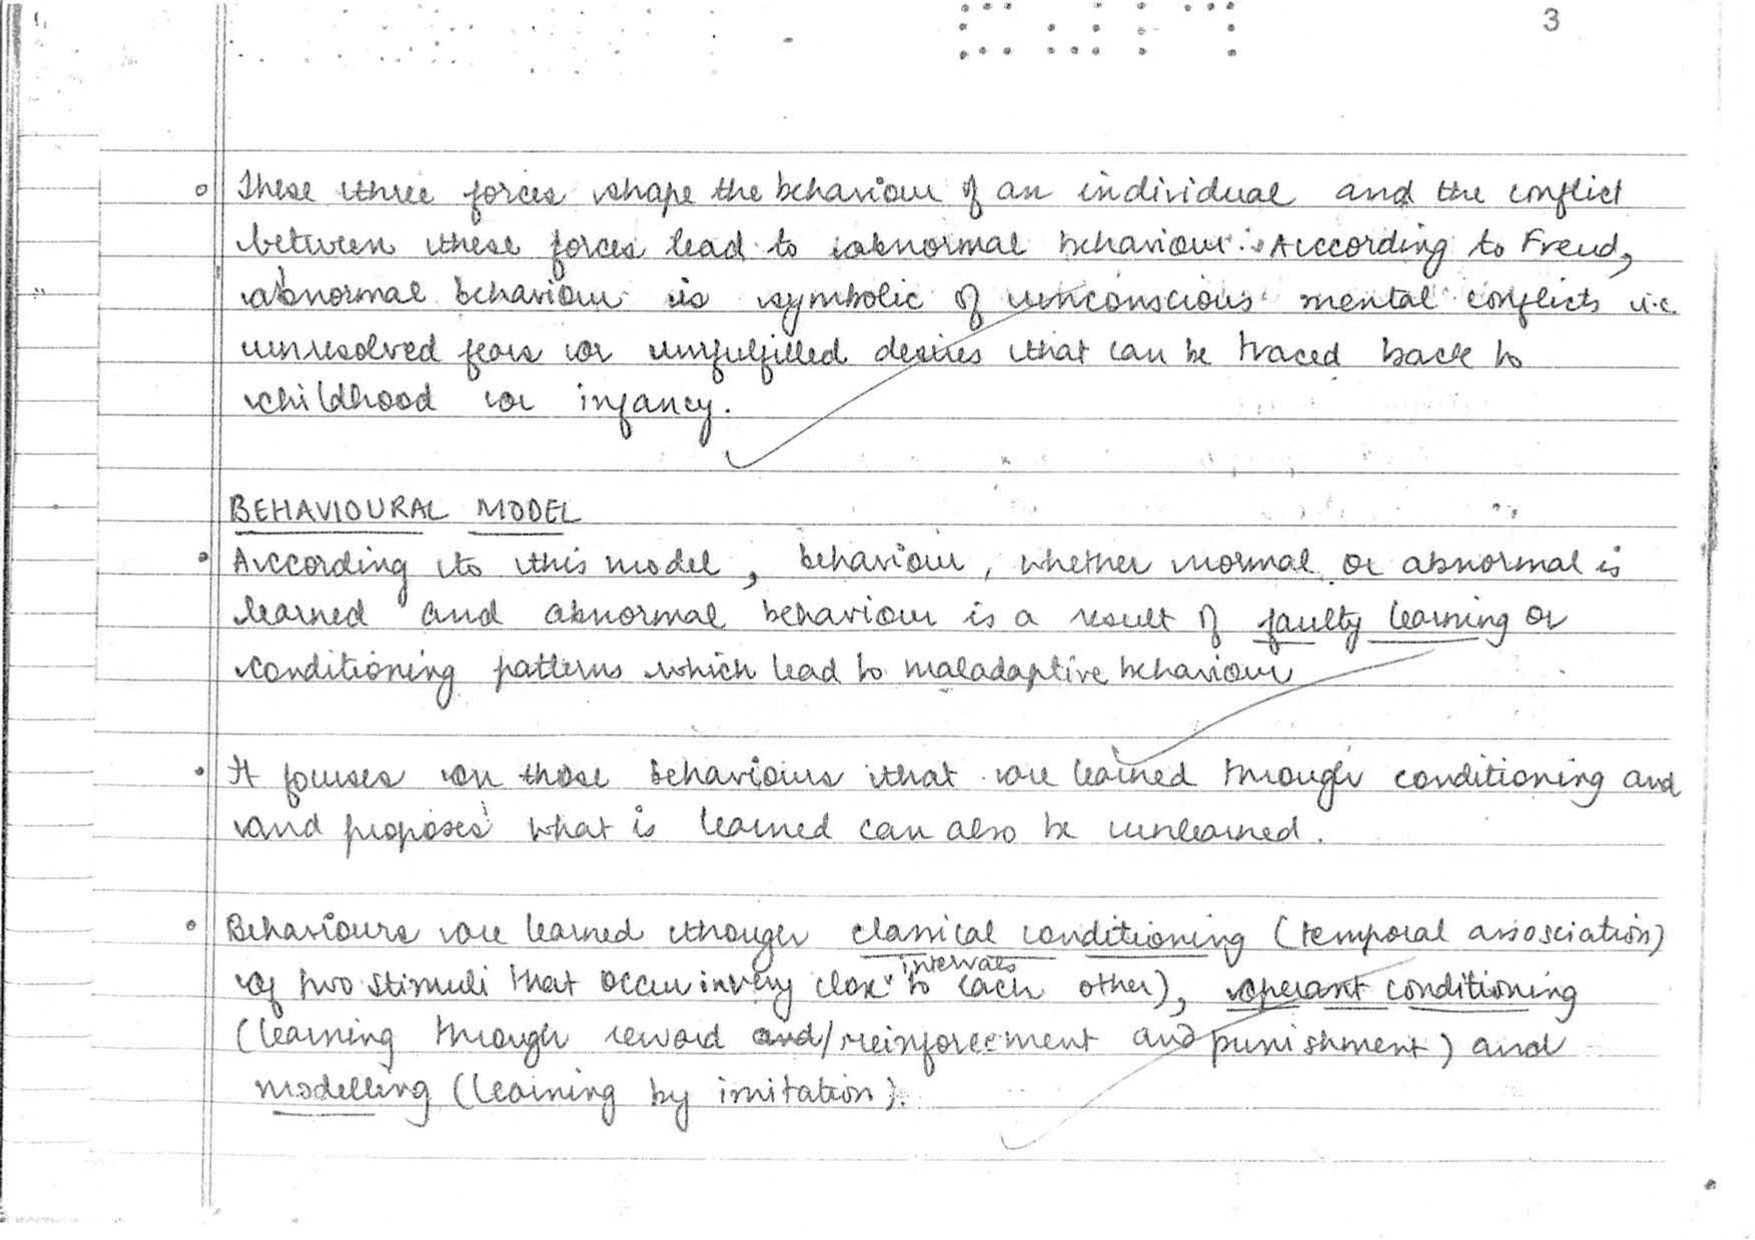 3
These three forces shape the behaviour of an individual and the conflict
between these forces lead to abnormal behaviour. According to Freud,
abnormal behaviour is symbolic of unconscious mental conflicts i.e.
unresolved fears or unfulfilled desires that can be traced back to
childhood or infancy.
BEHAVIOURAL MODEL
According to this model, behaviour, whether normal or abnormal is
learned and abnormal behaviour is a result of faulty learning or
conditioning patterns which lead to maladaptive behaviour
It focuses on those behaviours that are learned through conditioning and
and proposes what is learned can also be unlearned.
Behaviours are learned through classical conditioning (temporal assosciation)
intervals
of two stimuli that occur in very close to each other), operant conditioning
(learning through reward and/reinforcement and punishment) and
modelling (learning by imitation).